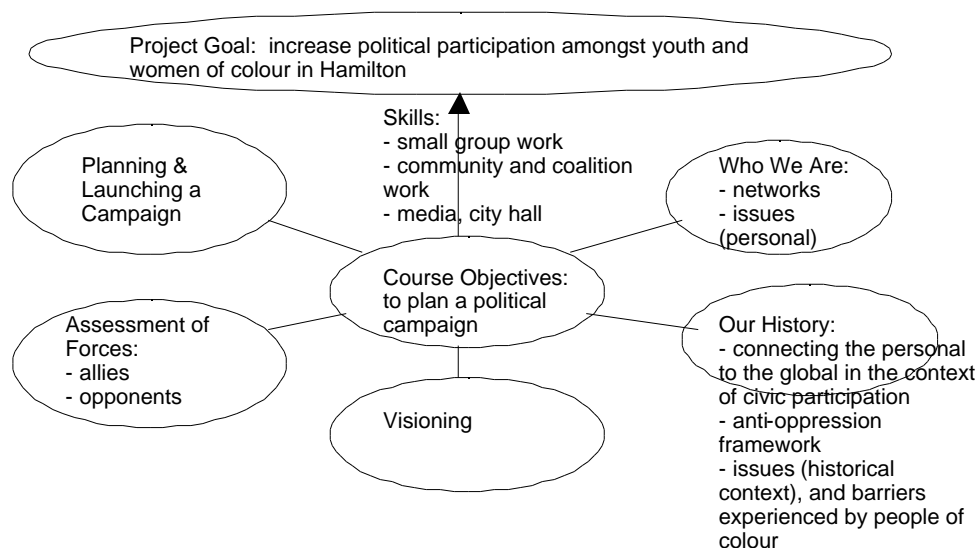 Project Goal:  increase political participation amongst youth and
women of colour in Hamilton
Skills:
- small group work
- community and coalition
work
- media, city hall
Planning &
Launching a
Campaign
Who We Are:
- networks
- issues
(personal)
Course Objectives:
to plan a political
campaign
Assessment of
Forces:
- allies
- opponents
Our History:
- connecting the personal
to the global in the context
of civic participation
- anti-oppression
framework
- issues (historical
context), and barriers
experienced by people of
colour
Visioning